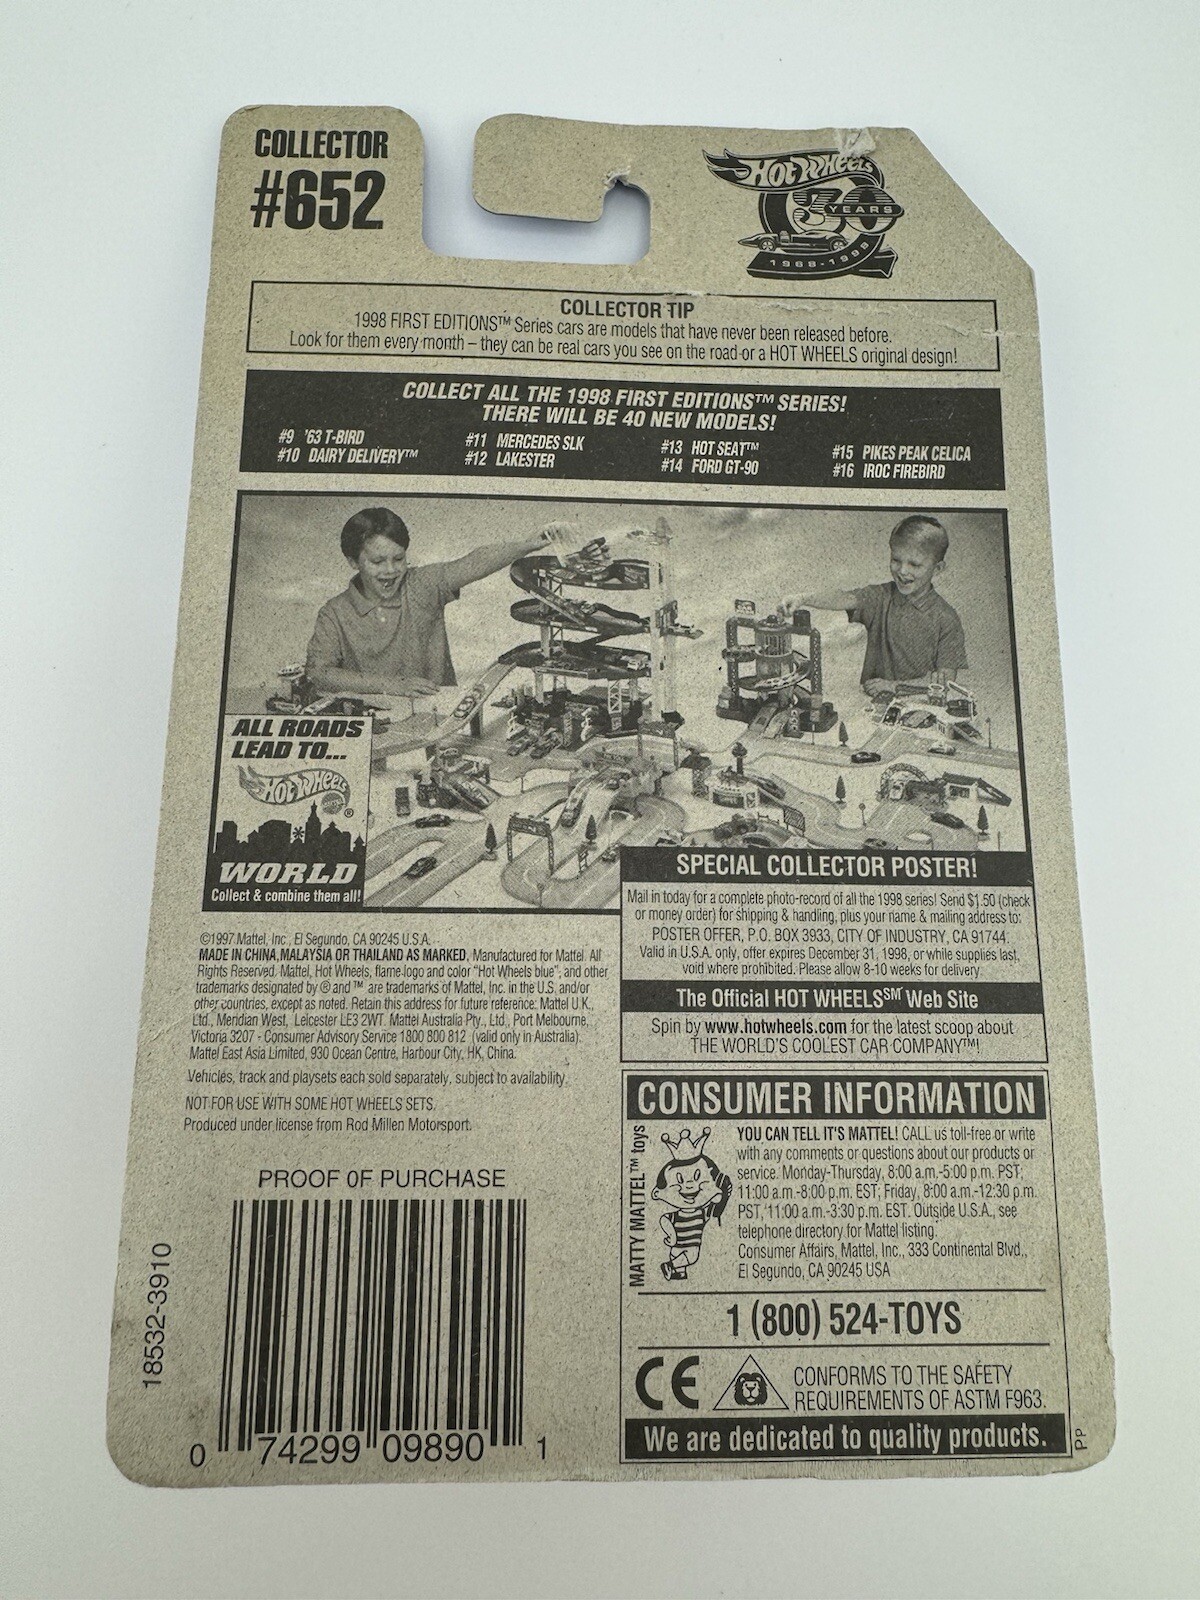 COLLECTOR
#652
HOT WHEELS
30
YEARS
1968-1998
COLLECTOR TIP
1998 FIRST EDITIONS™ Series cars are models that have never been released before.
Look for them every month – they can be real cars you see on the road or a HOT WHEELS original design!
COLLECT ALL THE 1998 FIRST EDITIONS™ SERIES!
THERE WILL BE 40 NEW MODELS!
#9 '63 T-BIRD
#10 DAIRY DELIVERY™
#11 MERCEDES SLK
#12 LAKESTER
#13 HOT SEAT™
#14 FORD GT-90
#15 PIKES PEAK CELICA
#16 IROC FIREBIRD
ALL ROADS
LEAD TO...
HOT WHEELS
®
WORLD
Collect & combine them all!
SPECIAL COLLECTOR POSTER!
Mail in today for a complete photo-record of all the 1998 series! Send $1.50 (check
or money order) for shipping & handling, plus your name & mailing address to:
POSTER OFFER, P.O. BOX 3933, CITY OF INDUSTRY, CA 91744.
Valid in U.S.A. only, offer expires December 31, 1998, or while supplies last,
void where prohibited. Please allow 8-10 weeks for delivery.
The Official HOT WHEELS℠ Web Site
Spin by www.hotwheels.com for the latest scoop about
THE WORLD'S COOLEST CAR COMPANY™!
©1997 Mattel, Inc., El Segundo, CA 90245 U.S.A.
MADE IN CHINA, MALAYSIA OR THAILAND AS MARKED. Manufactured for Mattel. All
Rights Reserved. Mattel, Hot Wheels, flame logo and color "Hot Wheels blue", and other
trademarks designated by ® and ™ are trademarks of Mattel, Inc. in the U.S. and/or
other countries, except as noted. Retain this address for future reference: Mattel U.K.,
Ltd., Meridian West, Leicester LE3 2WT. Mattel Australia Pty., Ltd., Port Melbourne,
Victoria 3207 - Consumer Advisory Service 1800 800 812 (valid only in Australia).
Mattel East Asia Limited, 930 Ocean Centre, Harbour City, HK, China.
Vehicles, track and playsets each sold separately, subject to availability.
NOT FOR USE WITH SOME HOT WHEELS SETS.
Produced under license from Rod Millen Motorsport.
PROOF OF PURCHASE
18532-3910
0 74299 09890 1
CONSUMER INFORMATION
MATTY MATTEL™ toys
YOU CAN TELL IT'S MATTEL! CALL us toll-free or write
with any comments or questions about our products or
service. Monday-Thursday, 8:00 a.m.-5:00 p.m. PST;
11:00 a.m.-8:00 p.m. EST; Friday, 8:00 a.m.-12:30 p.m.
PST, 11:00 a.m.-3:30 p.m. EST. Outside U.S.A., see
telephone directory for Mattel listing.
Consumer Affairs, Mattel, Inc., 333 Continental Blvd.,
El Segundo, CA 90245 USA
1 (800) 524-TOYS
CE
CONFORMS TO THE SAFETY
REQUIREMENTS OF ASTM F963.
We are dedicated to quality products.
PP